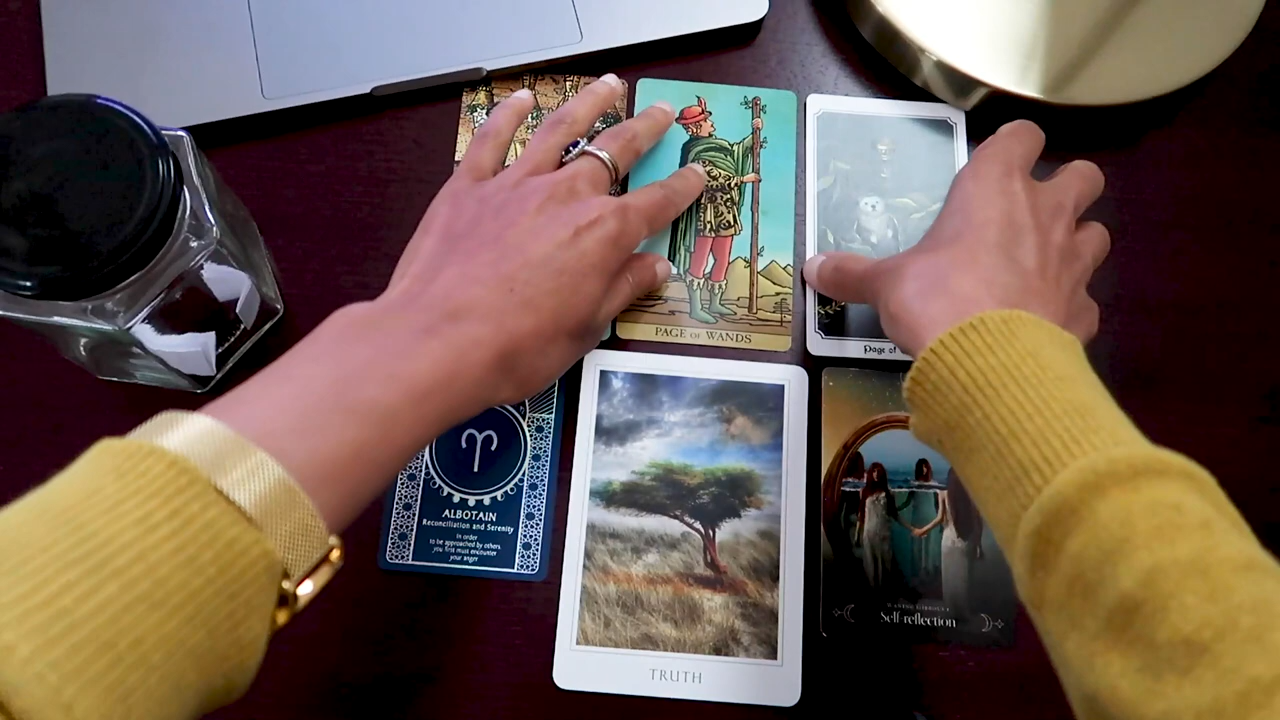 PAGE OF WANDS
Page of
ALBOTAIN
Reconciliation and Serenity
In order
to be approached by others
you first must encounter
your anger
TRUTH
Self-reflection